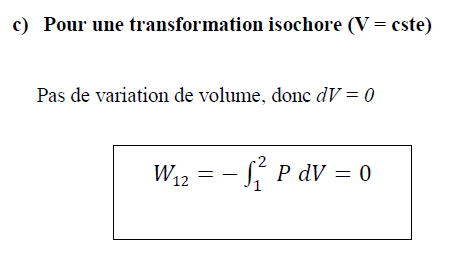 c) Pour une transformation isochore (V = cste)
Pas de variation de volume, donc dV = 0
W₁₂ = − ∫₁² P dV = 0